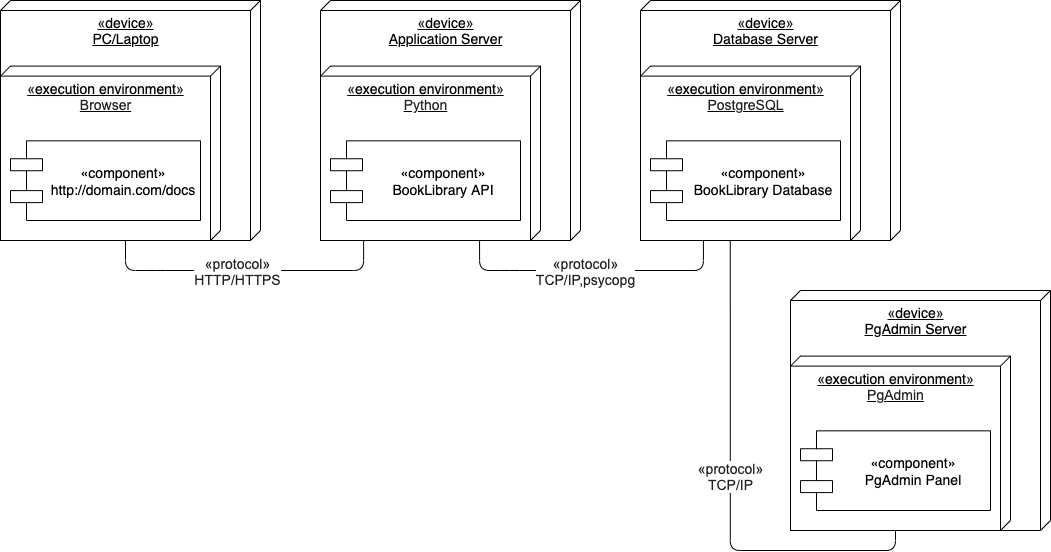 «device»
PC/Laptop
«execution environment»
Browser
«component»
http://domain.com/docs
«device»
Application Server
«execution environment»
Python
«component»
BookLibrary API
«device»
Database Server
«execution environment»
PostgreSQL
«component»
BookLibrary Database
«protocol»
HTTP/HTTPS
«protocol»
TCP/IP,psycopg
«device»
PgAdmin Server
«execution environment»
PgAdmin
«component»
PgAdmin Panel
«protocol»
TCP/IP